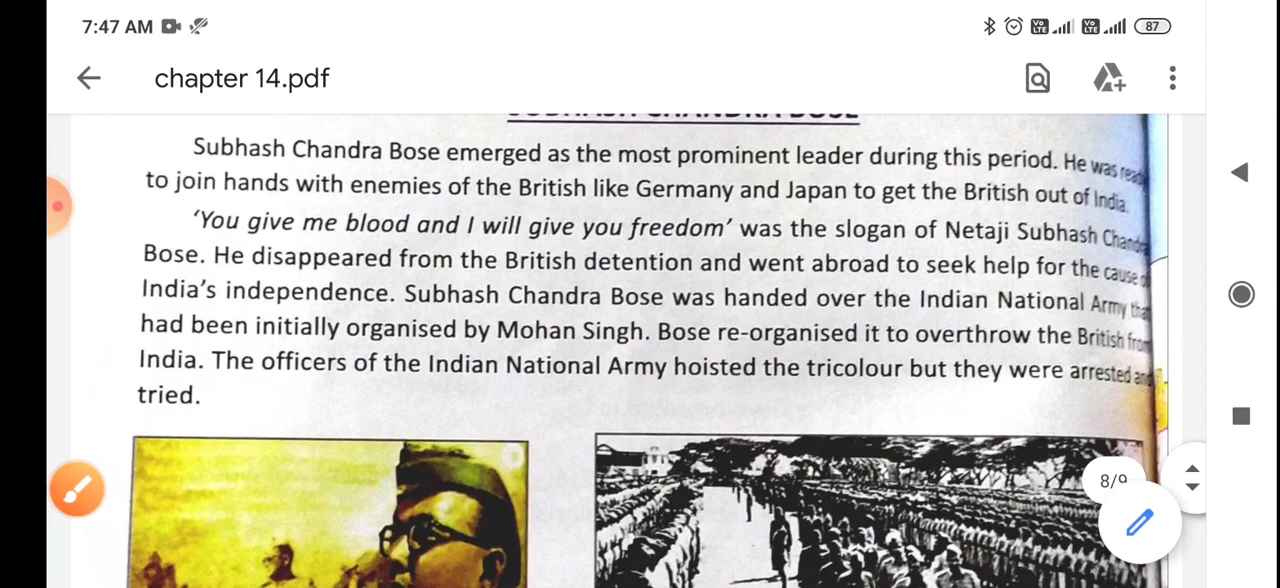 7:47 AM
87
chapter 14.pdf
SUBHASH CHANDRA BOSE
Subhash Chandra Bose emerged as the most prominent leader during this period. He was
to join hands with enemies of the British like Germany and Japan to get the British out of India.
‘You give me blood and I will give you freedom’ was the slogan of Netaji Subhash
Bose. He disappeared from the British detention and went abroad to seek help for the cause
India’s independence. Subhash Chandra Bose was handed over the Indian National Army
had been initially organised by Mohan Singh. Bose re-organised it to overthrow the British
India. The officers of the Indian National Army hoisted the tricolour but they were arrested
tried.
8/9